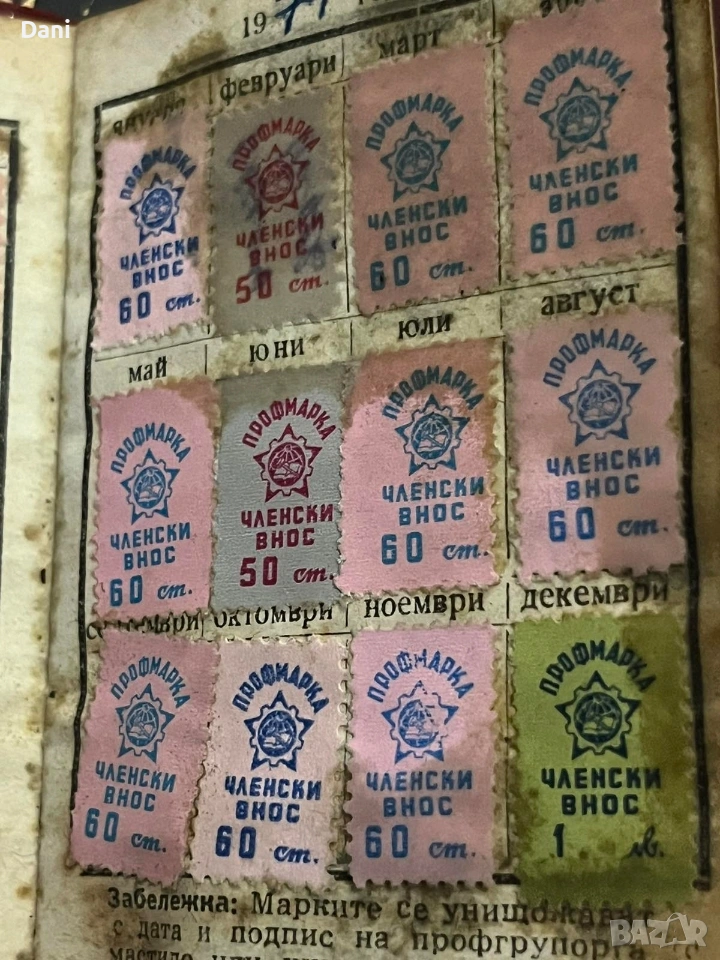 Dani
19
февруари
март
май
юни
юли
август
октомври
ноември
декември
ПРОФМАРКА
ЧЛЕНСКИ
ВНОС
60 ст.
ПРОФМАРКА
ЧЛЕНСКИ
ВНОС
50 ст.
ПРОФМАРКА
ЧЛЕНСКИ
ВНОС
60 ст.
ПРОФМАРКА
ЧЛЕНСКИ
ВНОС
60 ст.
ПРОФМАРКА
ЧЛЕНСКИ
ВНОС
60 ст.
ПРОФМАРКА
ЧЛЕНСКИ
ВНОС
50 ст.
ПРОФМАРКА
ЧЛЕНСКИ
ВНОС
60 ст.
ПРОФМАРКА
ЧЛЕНСКИ
ВНОС
60 ст.
ПРОФМАРКА
ЧЛЕНСКИ
ВНОС
60 ст.
ПРОФМАРКА
ЧЛЕНСКИ
ВНОС
60 ст.
ПРОФМАРКА
ЧЛЕНСКИ
ВНОС
60 ст.
ПРОФМАРКА
ЧЛЕНСКИ
ВНОС
1 лв.
Забележка: Марките се
с дата и подпис на профгрупорга
BAZAR